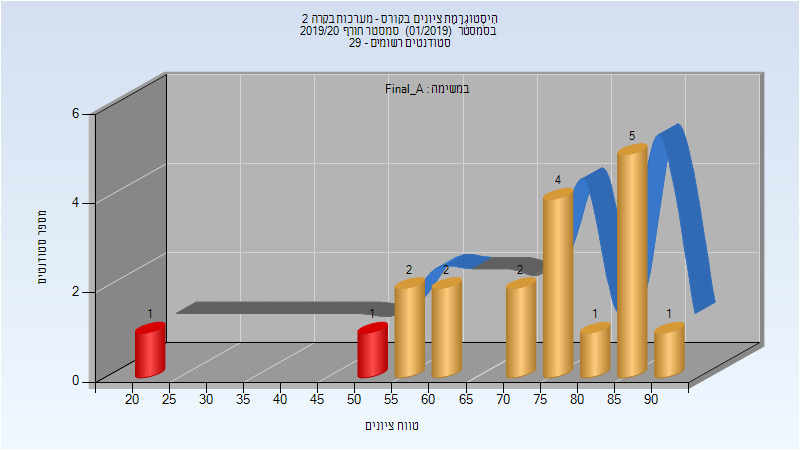 היסטוגרמת ציונים בקורס - מערכות בקרה 2
בסמסטר (01/2019) סמסטר חורף 2019/20
סטודנטים רשומים - 29
במשימה : Final_A
מספר סטודנטים
6
4
2
0
1
1
2
2
2
4
1
5
1
20 25 30 35 40 45 50 55 60 65 70 75 80 85 90
טווח ציונים